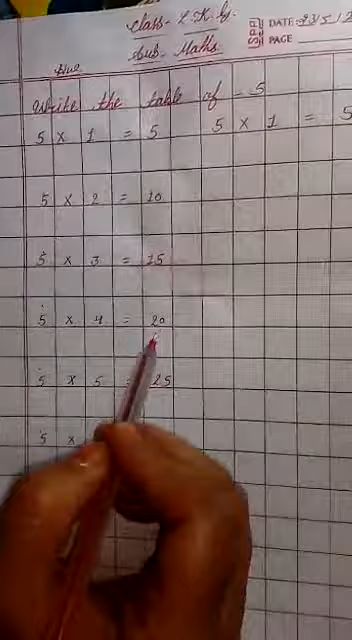 Class - L.K.G.
Sub - Maths
DATE
PAGE
Write the table of - 5
5 × 1 = 5 5 × 1 = 5
5 × 2 = 10
5 × 3 = 15
5 × 4 = 20
5 × 5 = 25
5 ×